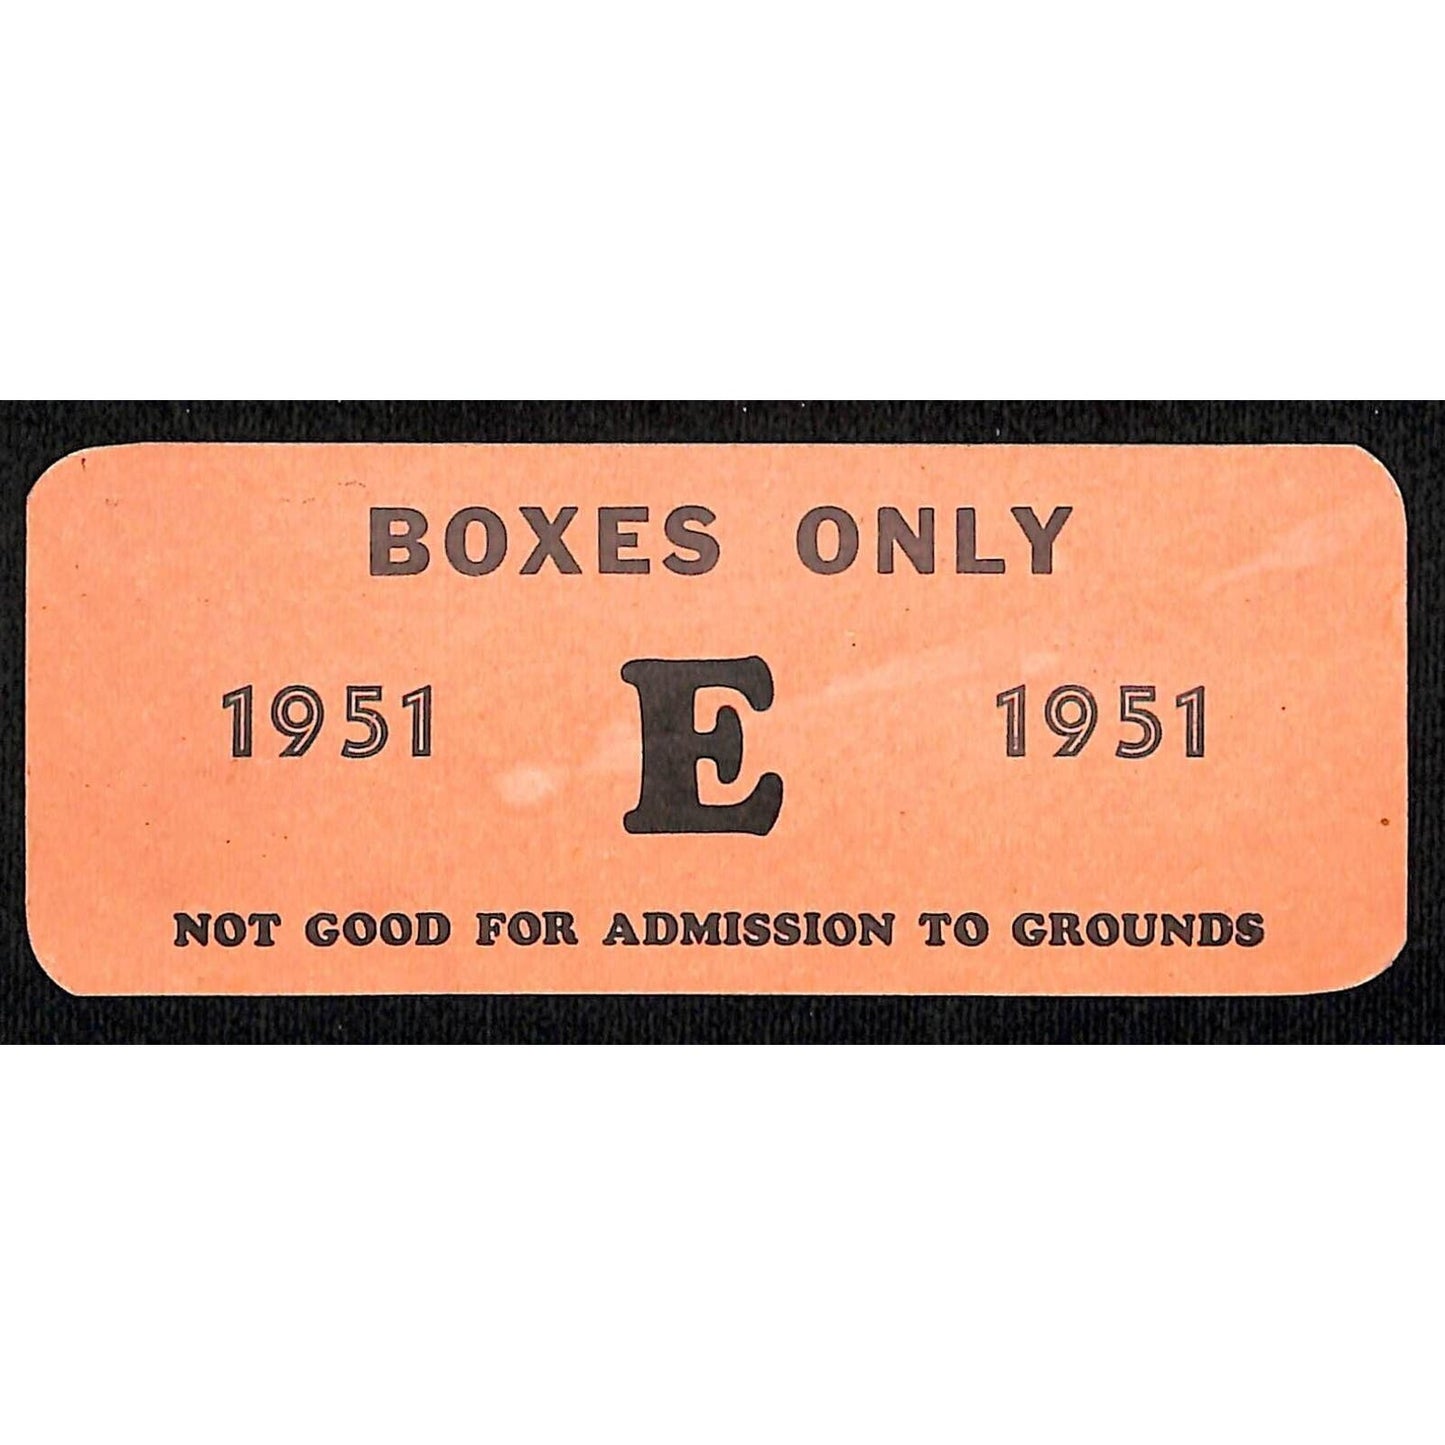 BOXES ONLY
1951 E 1951
NOT GOOD FOR ADMISSION TO GROUNDS